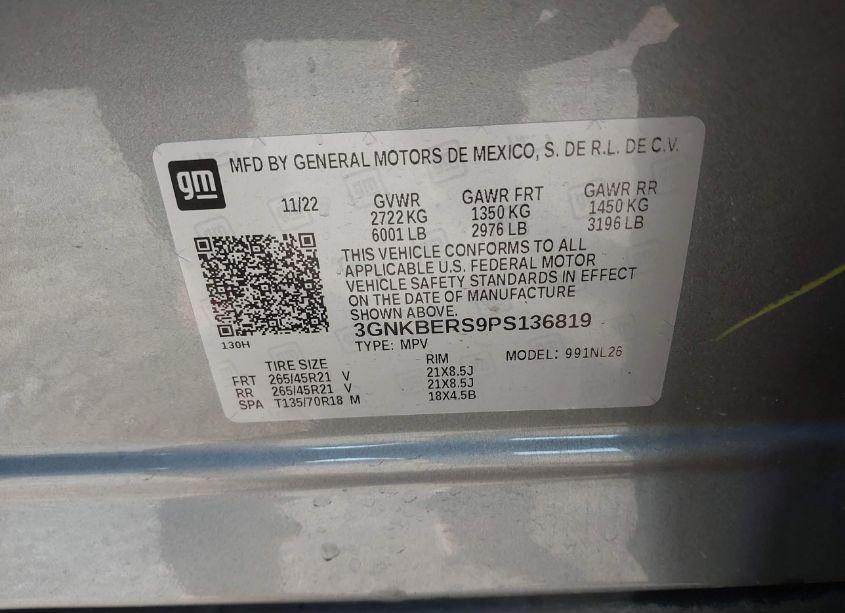 gm
MFD BY GENERAL MOTORS DE MEXICO, S. DE R.L. DE C.V.
11/22
GVWR
2722 KG
6001 LB
GAWR FRT
1350 KG
2976 LB
GAWR RR
1450 KG
3196 LB
THIS VEHICLE CONFORMS TO ALL
APPLICABLE U.S. FEDERAL MOTOR
VEHICLE SAFETY STANDARDS IN EFFECT
ON THE DATE OF MANUFACTURE
SHOWN ABOVE.
3GNKBERS9PS136819
TYPE: MPV
MODEL: 991NL26
130H
TIRE SIZE RIM
FRT 265/45R21 V 21X8.5J
RR 265/45R21 V 21X8.5J
SPA T135/70R18 M 18X4.5B